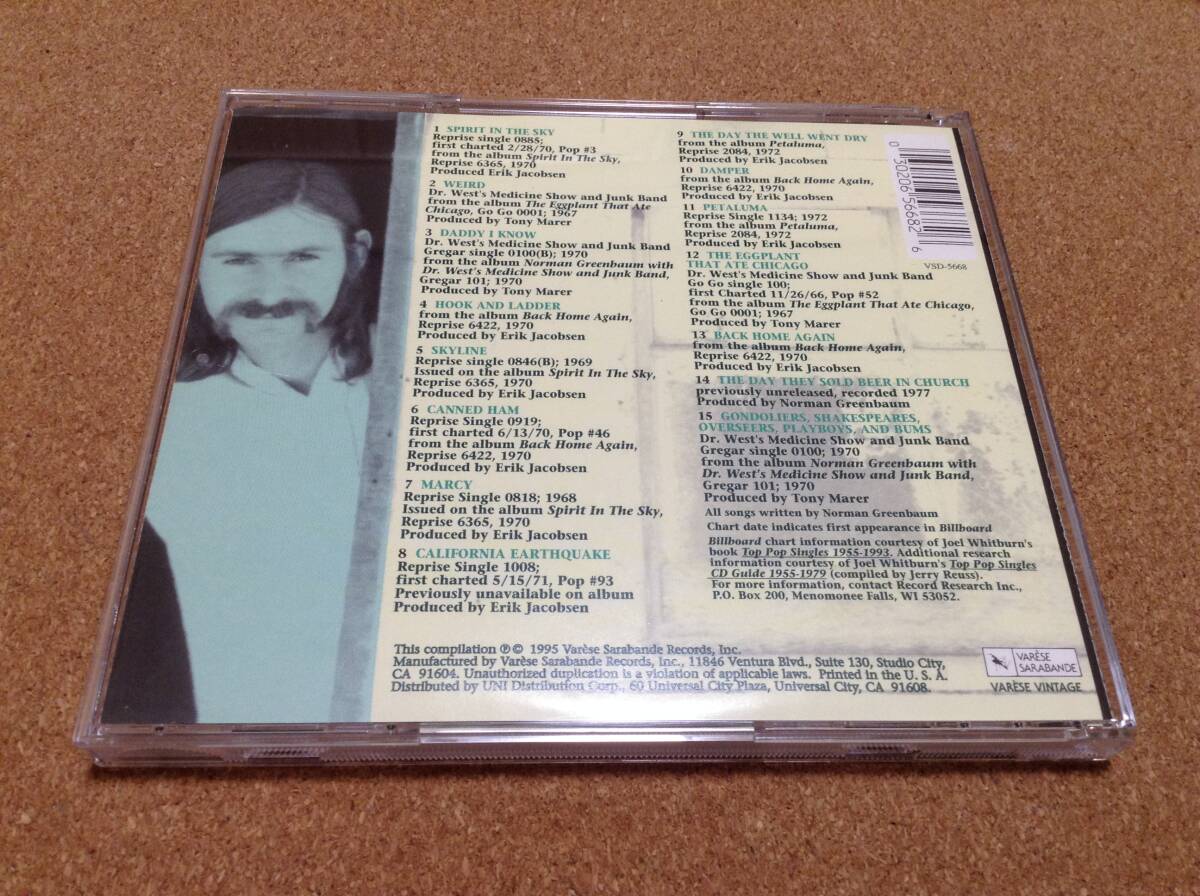 1 SPIRIT IN THE SKY
Reprise single 0885;
first charted 2/28/70, Pop #3
from the album Spirit In The Sky,
Reprise 6365, 1970
Produced Erik Jacobsen
2 WEIRD
Dr. West's Medicine Show and Junk Band
from the album The Eggplant That Ate
Chicago, Go Go 0001; 1967
Produced by Tony Marer
3 DADDY I KNOW
Dr. West's Medicine Show and Junk Band
Gregar single 0100(B); 1970
from the album Norman Greenbaum with
Dr. West's Medicine Show and Junk Band,
Gregar 101; 1970
Produced by Tony Marer
4 HOOK AND LADDER
from the album Back Home Again,
Reprise 6422, 1970
Produced by Erik Jacobsen
5 SKYLINE
Reprise single 0846(B); 1969
Issued on the album Spirit In The Sky,
Reprise 6365, 1970
Produced by Erik Jacobsen
6 CANNED HAM
Reprise Single 0919;
first charted 6/13/70, Pop #46
from the album Back Home Again,
Reprise 6422, 1970
Produced by Erik Jacobsen
7 MARCY
Reprise Single 0818; 1968
Issued on the album Spirit In The Sky,
Reprise 6365, 1970
Produced by Erik Jacobsen
8 CALIFORNIA EARTHQUAKE
Reprise Single 1008;
first charted 5/15/71, Pop #93
Previously unavailable on album
Produced by Erik Jacobsen
9 THE DAY THE WELL WENT DRY
from the album Petaluma,
Reprise 2084, 1972
Produced by Erik Jacobsen
10 DAMPER
from the album Back Home Again,
Reprise 6422, 1970
Produced by Erik Jacobsen
11 PETALUMA
Reprise Single 1134; 1972
from the album Petaluma,
Reprise 2084, 1972
Produced by Erik Jacobsen
12 THE EGGPLANT
THAT ATE CHICAGO
Dr. West's Medicine Show and Junk Band
Go Go single 100;
first Charted 11/26/66, Pop #52
from the album The Eggplant That Ate Chicago,
Go Go 0001; 1967
Produced by Tony Marer
13 BACK HOME AGAIN
from the album Back Home Again,
Reprise 6422, 1970
Produced by Erik Jacobsen
14 THE DAY THEY SOLD BEER IN CHURCH
previously unreleased, recorded 1977
Produced by Norman Greenbaum
15 GONDOLIERS, SHAKESPEARES,
OVERSEERS, PLAYBOYS, AND BUMS
Dr. West's Medicine Show and Junk Band
Gregar single 0100; 1970
from the album Norman Greenbaum with
Dr. West's Medicine Show and Junk Band,
Gregar 101; 1970
Produced by Tony Marer
All songs written by Norman Greenbaum
Chart date indicates first appearance in Billboard
Billboard chart information courtesy of Joel Whitburn's
book Top Pop Singles 1955-1993. Additional research
information courtesy of Joel Whitburn's Top Pop Singles
CD Guide 1955-1979 (compiled by Jerry Reuss).
For more information, contact Record Research Inc.,
P.O. Box 200, Menomonee Falls, WI 53052.
0 30206 56682 6
VSD-5668
This compilation ℗© 1995 Varèse Sarabande Records, Inc.
Manufactured by Varèse Sarabande Records, Inc., 11846 Ventura Blvd., Suite 130, Studio City,
CA 91604. Unauthorized duplication is a violation of applicable laws. Printed in the U. S. A.
Distributed by UNI Distribution Corp., 60 Universal City Plaza, Universal City, CA 91608.
VARÈSE
SARABANDE
VARÈSE VINTAGE